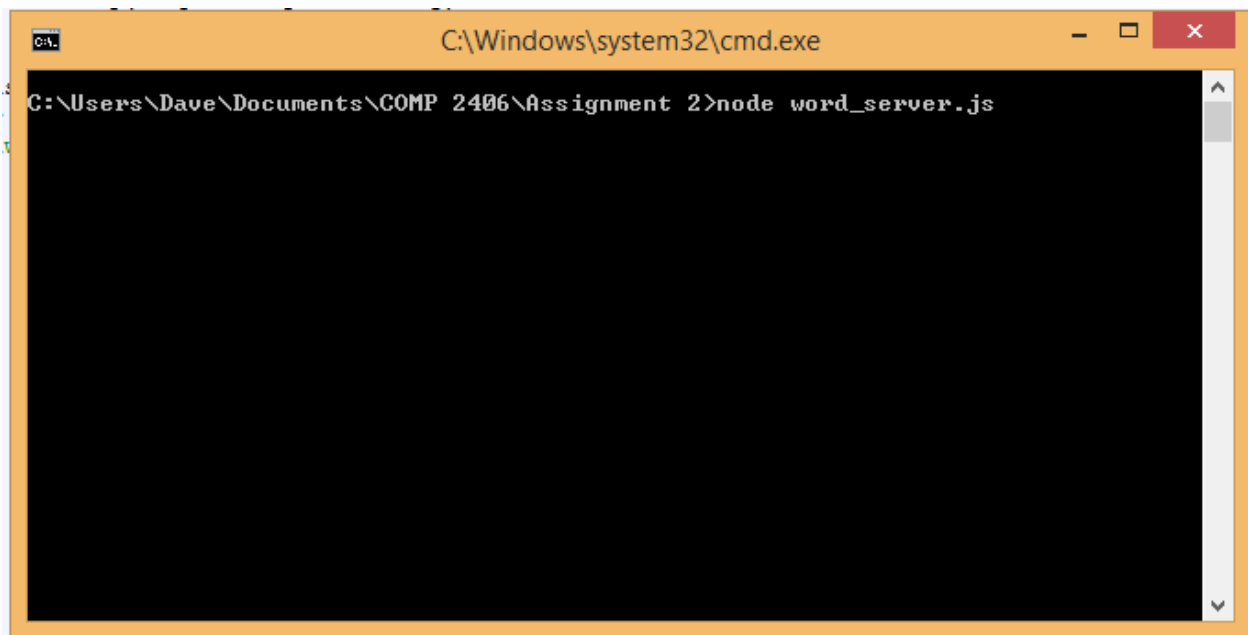 C:\Windows\system32\cmd.exe
C:\Users\Dave\Documents\COMP 2406\Assignment 2>node word_server.js